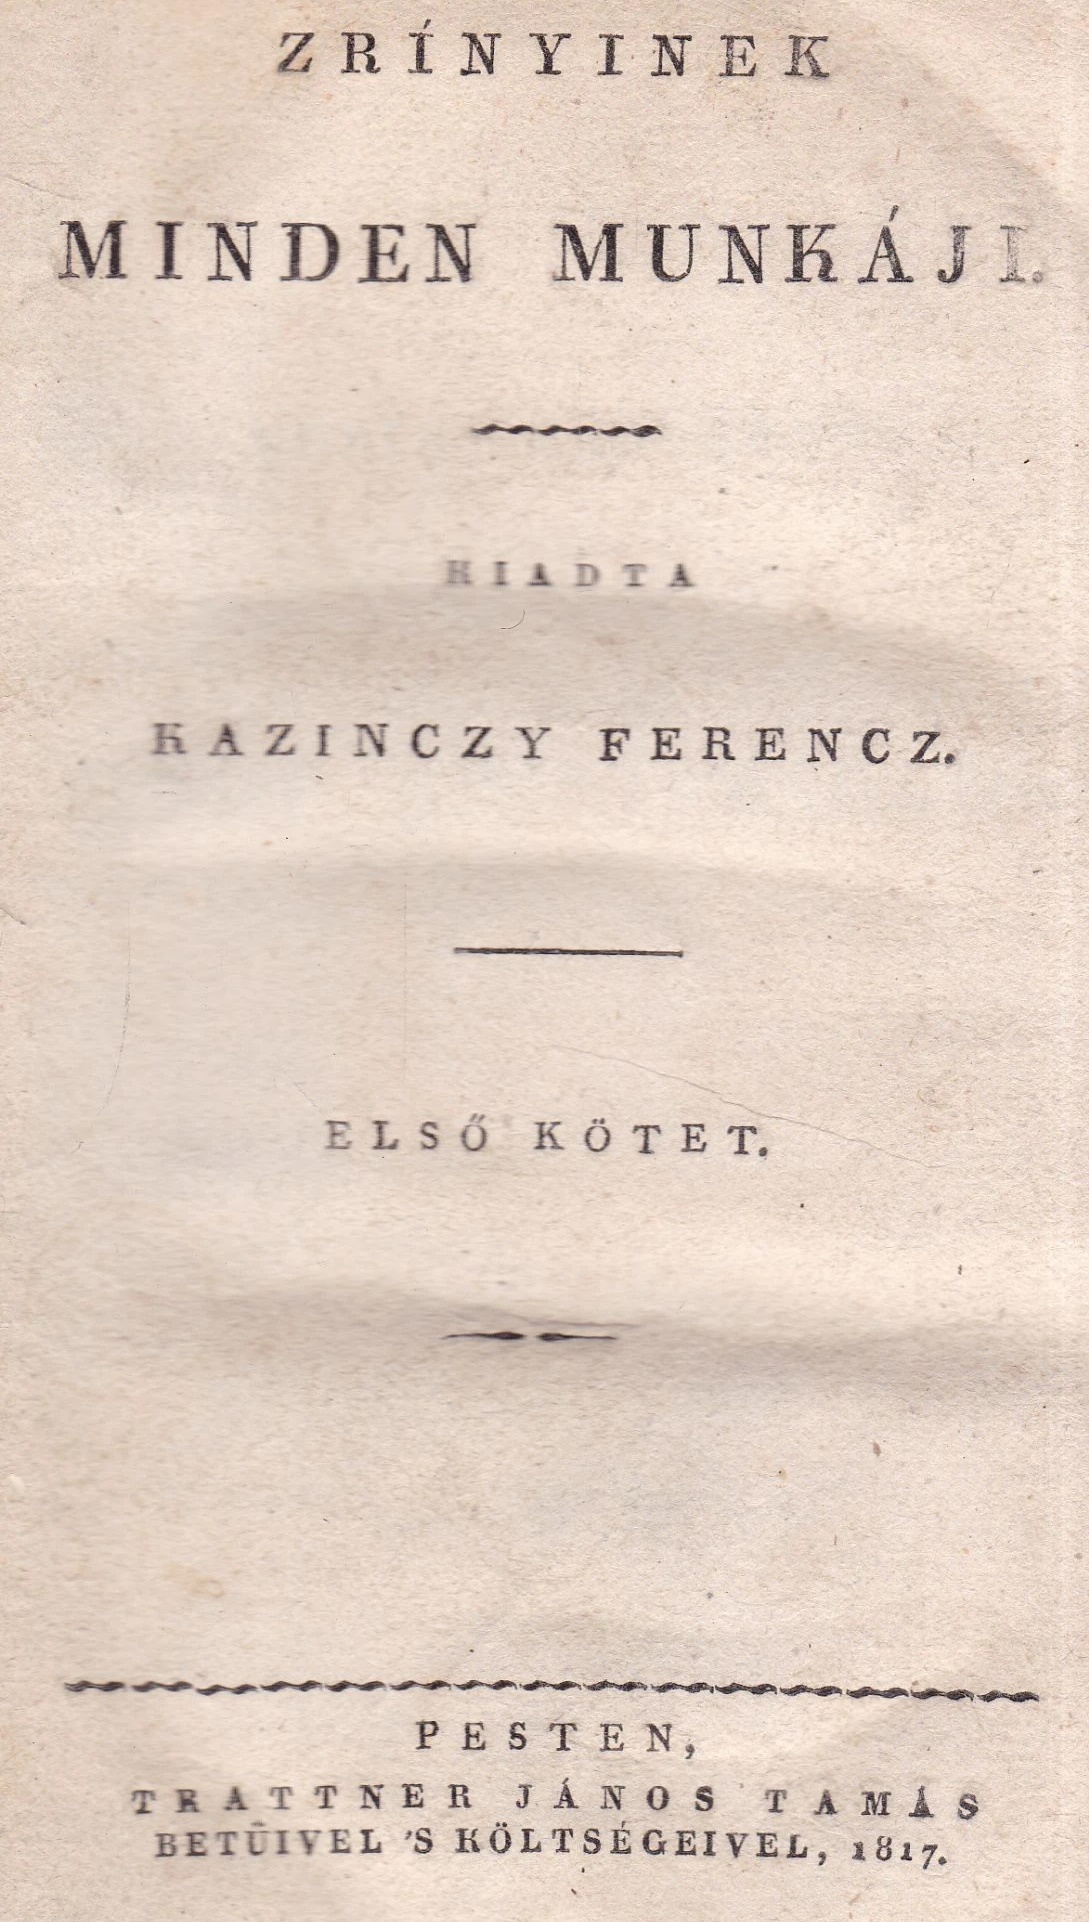 ZRÍNYINEK
MINDEN MUNKÁJI.
KIADTA
KAZINCZY FERENCZ.
ELSŐ KÖTET.
PESTEN,
TRATTNER JÁNOS TAMÁS
BETŰIVEL 'S KÖLTSÉGEIVEL, 1817.